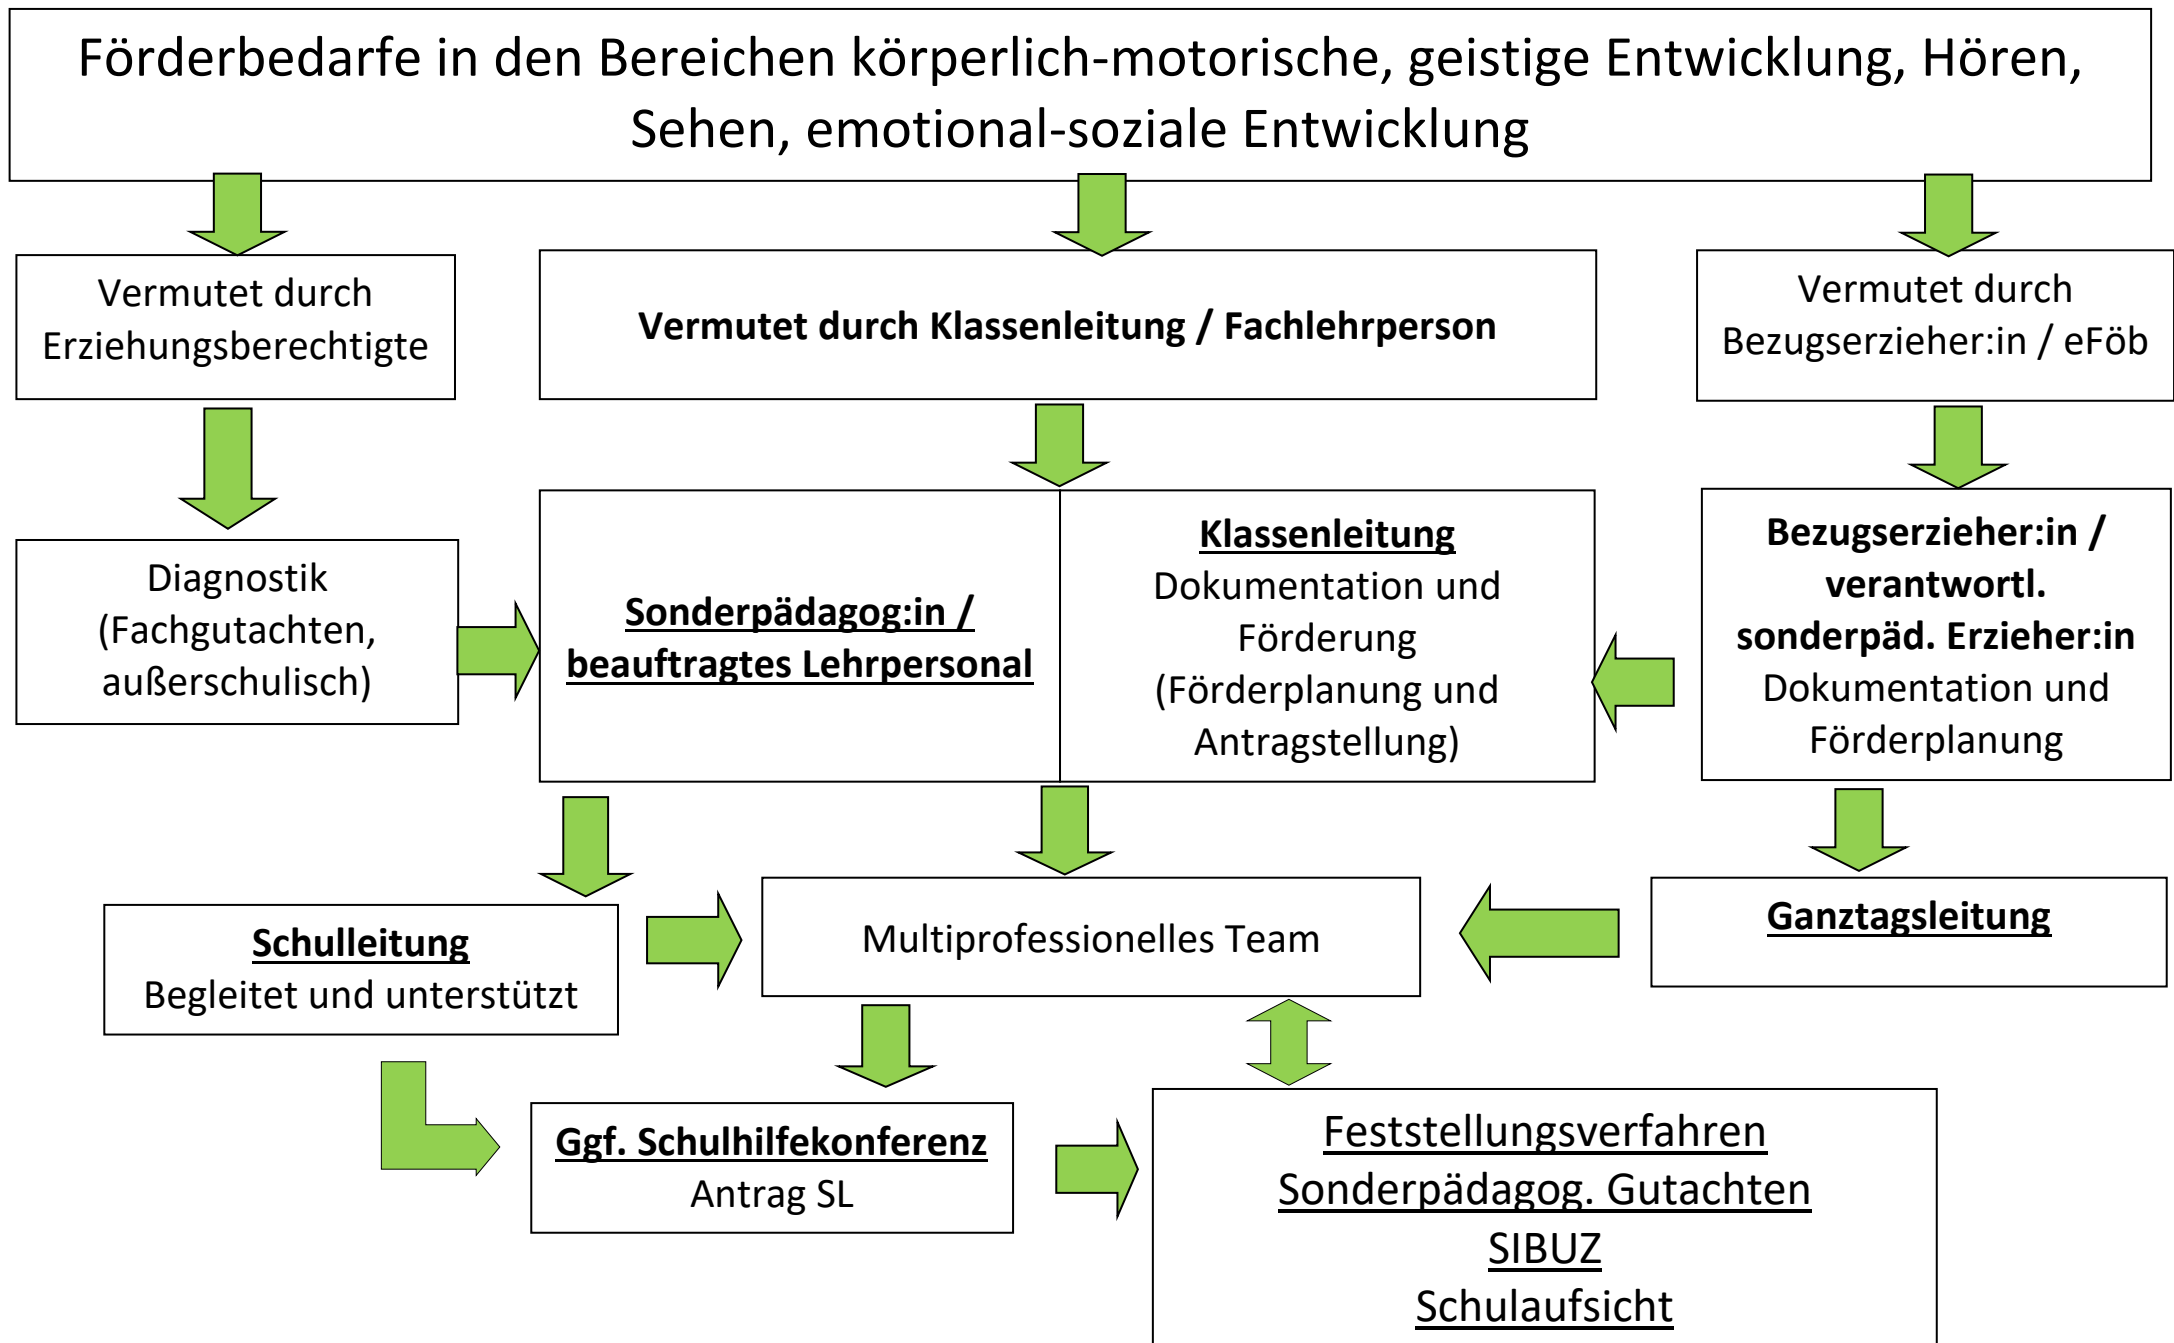 Förderbedarfe in den Bereichen körperlich-motorische, geistige Entwicklung, Hören,
Sehen, emotional-soziale Entwicklung
Vermutet durch
Erziehungsberechtigte
Vermutet durch Klassenleitung / Fachlehrperson
Vermutet durch
Bezugserzieher:in / eFöb
Diagnostik
(Fachgutachten,
außerschulisch)
Sonderpädagog:in /
beauftragtes Lehrpersonal
Klassenleitung
Dokumentation und
Förderung
(Förderplanung und
Antragstellung)
Bezugserzieher:in /
verantwortl.
sonderpäd. Erzieher:in
Dokumentation und
Förderplanung
Schulleitung
Begleitet und unterstützt
Multiprofessionelles Team
Ganztagsleitung
Ggf. Schulhilfekonferenz
Antrag SL
Feststellungsverfahren
Sonderpädagog. Gutachten
SIBUZ
Schulaufsicht